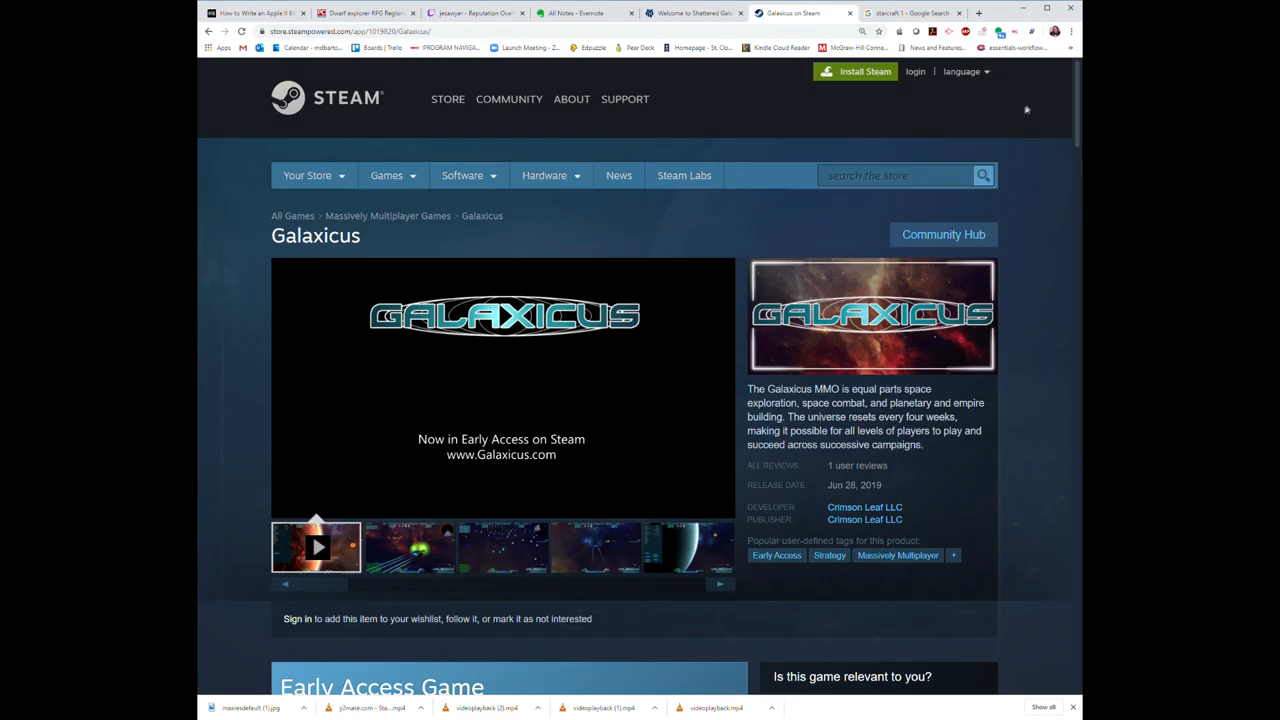 How to Write an Apple II B
Dwarf explorer RPG Region
jesawyer - Reputation Over
All Notes - Evernote
Welcome to Shattered Gal
Galaxicus on Steam
starcraft 1 - Google Search
store.steampowered.com/app/1019820/Galaxicus/
Apps
Calendar - mdbarto...
Boards | Trello
PROGRAM NAVIGA...
Launch Meeting - Z...
Edpuzzle
Pear Deck
Homepage - St. Clo...
Kindle Cloud Reader
McGraw-Hill Conne...
News and Features...
essentials-workflow...
Install Steam
login
language
STEAM
STORE
COMMUNITY
ABOUT
SUPPORT
Your Store
Games
Software
Hardware
News
Steam Labs
search the store
All Games > Massively Multiplayer Games > Galaxicus
Galaxicus
Community Hub
GALAXICUS
Now in Early Access on Steam
www.Galaxicus.com
GALAXICUS
The Galaxicus MMO is equal parts space
exploration, space combat, and planetary and empire
building. The universe resets every four weeks,
making it possible for all levels of players to play and
succeed across successive campaigns.
ALL REVIEWS: 1 user reviews
RELEASE DATE: Jun 28, 2019
DEVELOPER: Crimson Leaf LLC
PUBLISHER: Crimson Leaf LLC
Popular user-defined tags for this product:
Early Access
Strategy
Massively Multiplayer
+
Sign in to add this item to your wishlist, follow it, or mark it as not interested
Early Access Game
Is this game relevant to you?
maxresdefault (1).jpg
y2mate.com - Sta....mp4
videoplayback (2).mp4
videoplayback (1).mp4
videoplayback.mp4
Show all